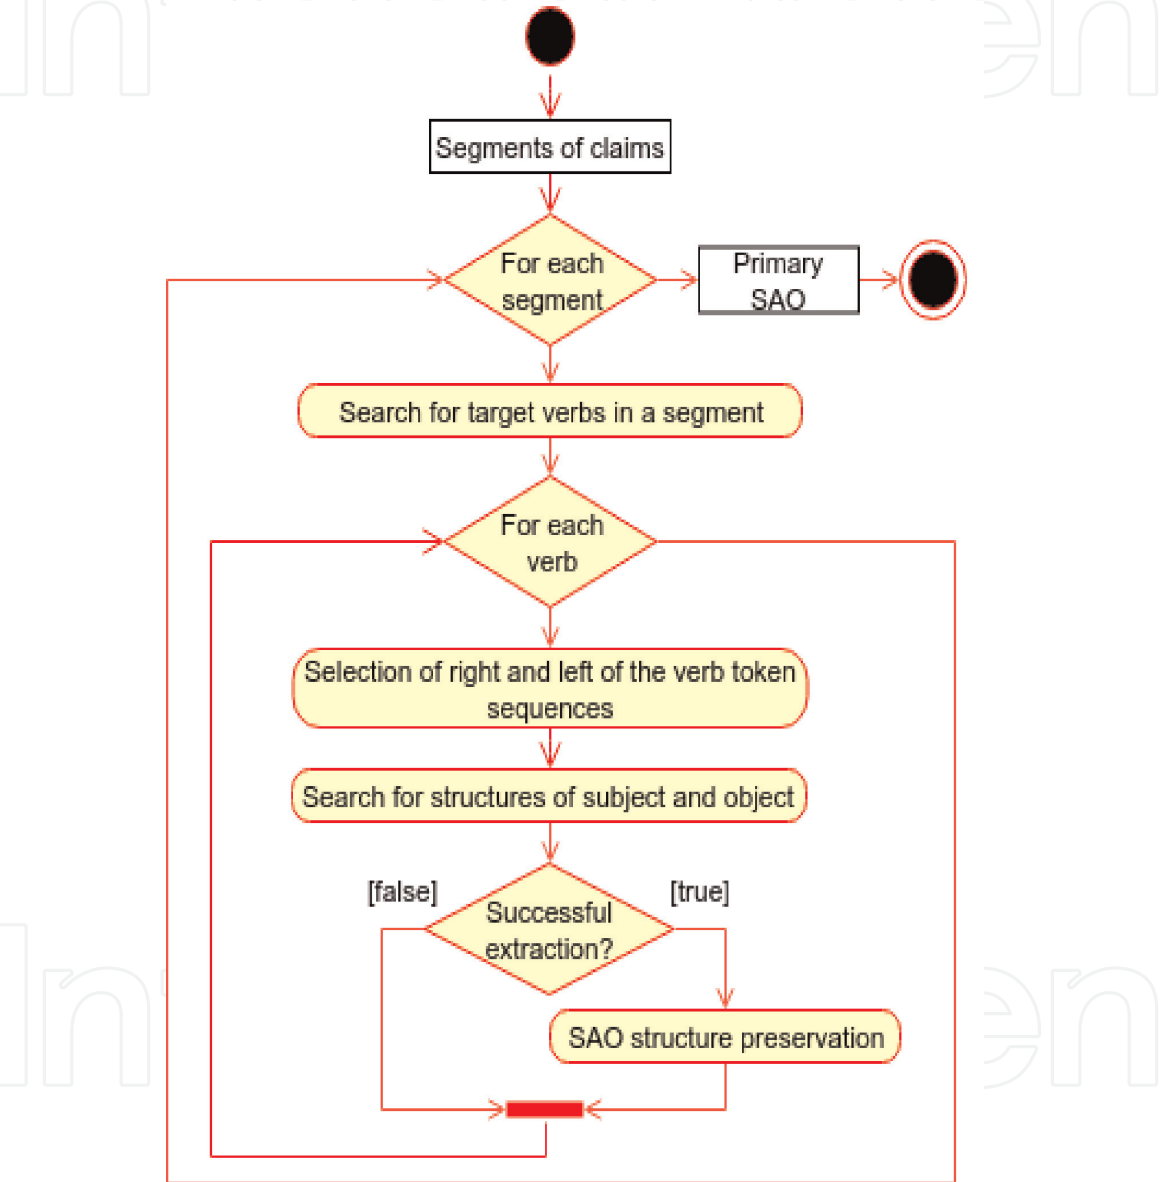 Segments of claims
For each
segment
Primary
SAO
Search for target verbs in a segment
For each
verb
Selection of right and left of the verb token
sequences
Search for structures of subject and object
[false]
[true]
Successful
extraction?
SAO structure preservation